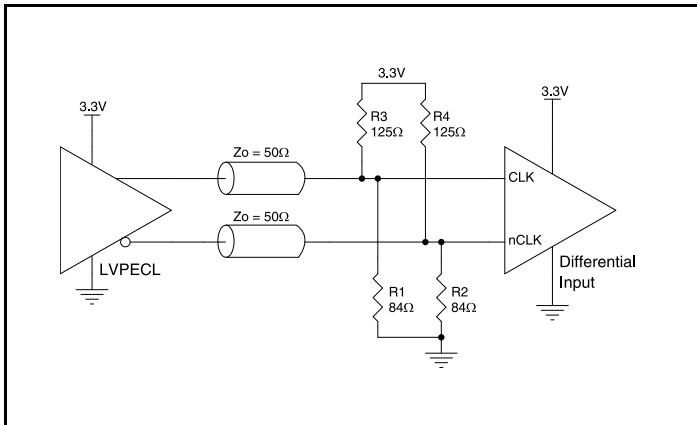 3.3V
3.3V
3.3V
R3
125Ω
R4
125Ω
Zo = 50Ω
CLK
Zo = 50Ω
nCLK
LVPECL
Differential
Input
R1
84Ω
R2
84Ω